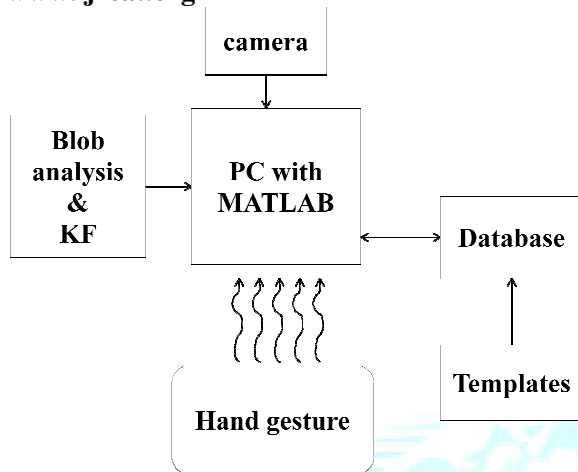 camera
Blob
analysis
&
KF
PC with
MATLAB
Database
Templates
Hand gesture